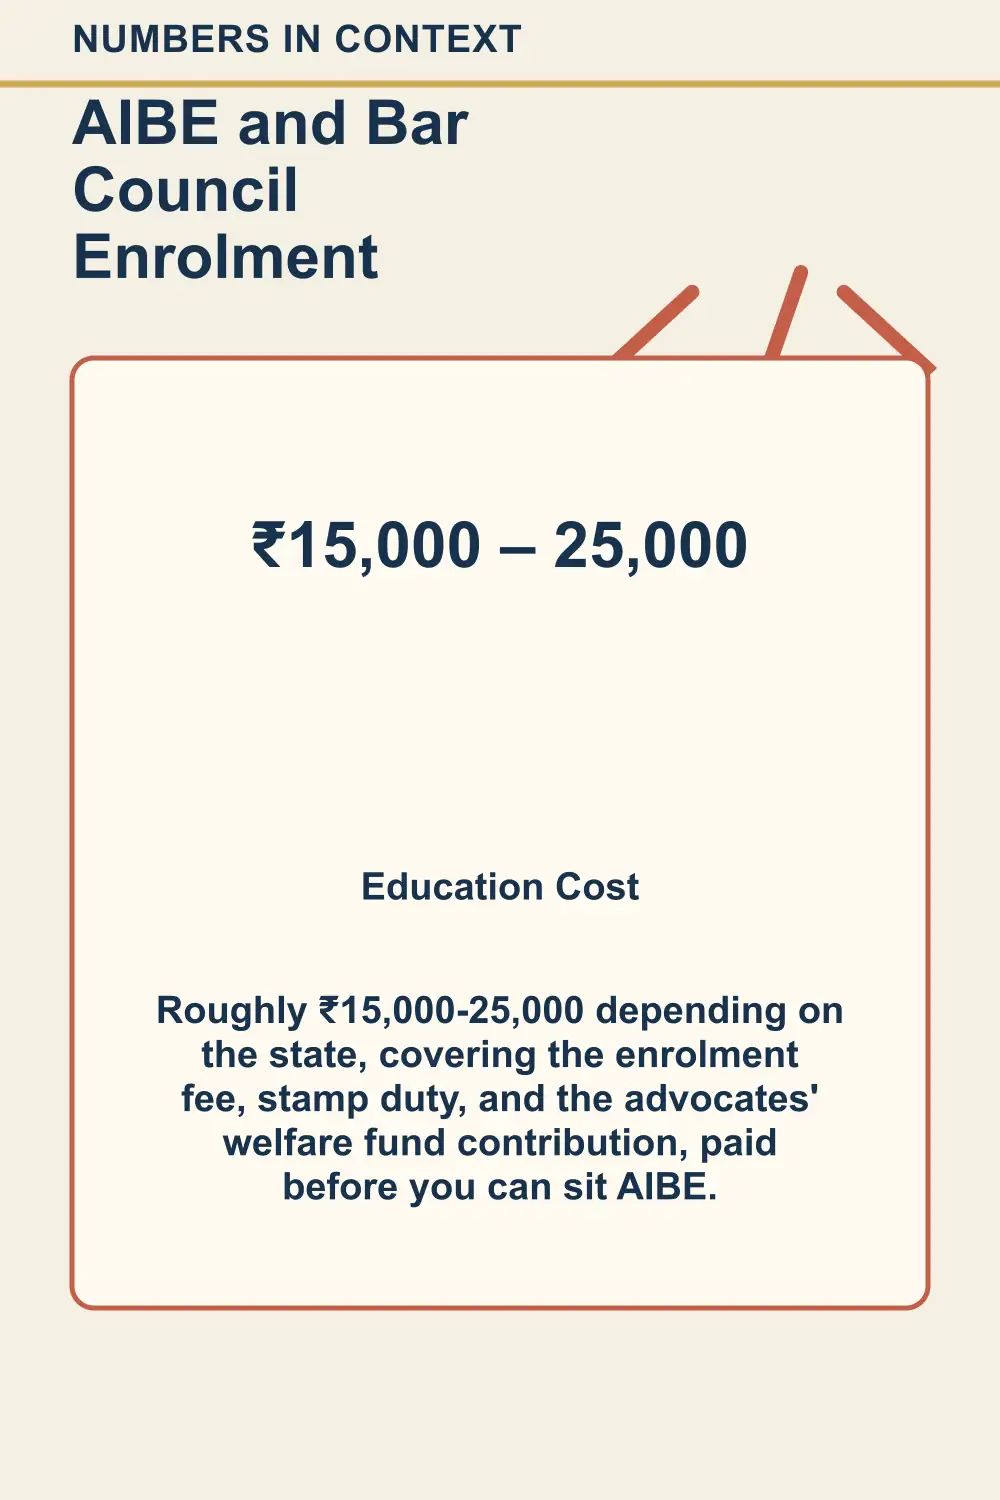 NUMBERS IN CONTEXT
AIBE and Bar
Council
Enrolment
₹15,000 – 25,000
Education Cost
Roughly ₹15,000-25,000 depending on
the state, covering the enrolment
fee, stamp duty, and the advocates'
welfare fund contribution, paid
before you can sit AIBE.